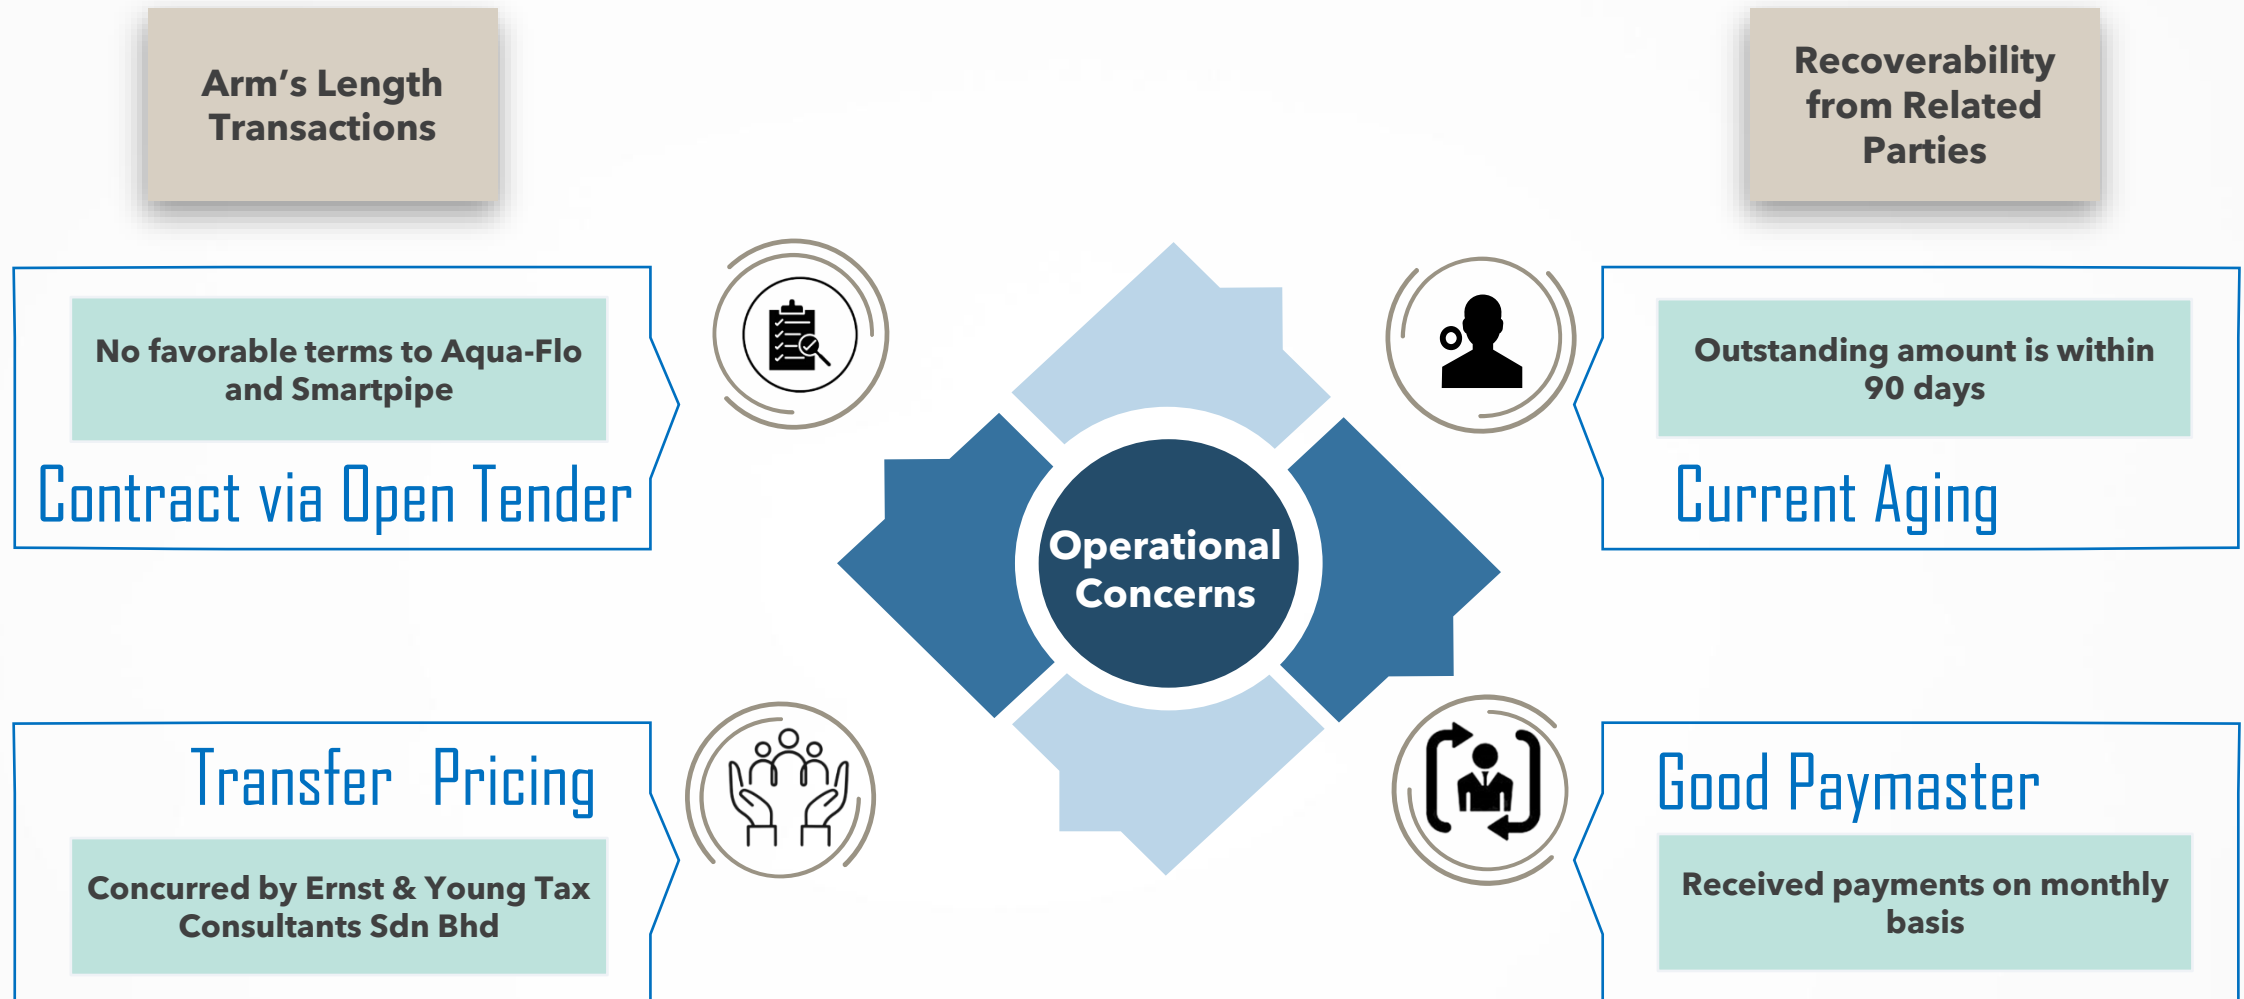 Arm’s Length
Transactions
No favorable terms to Aqua-Flo
and Smartpipe
Contract via Open Tender
Transfer Pricing
Concurred by Ernst & Young Tax
Consultants Sdn Bhd
Operational
Concerns
Recoverability
from Related
Parties
Outstanding amount is within
90 days
Current Aging
Good Paymaster
Received payments on monthly
basis